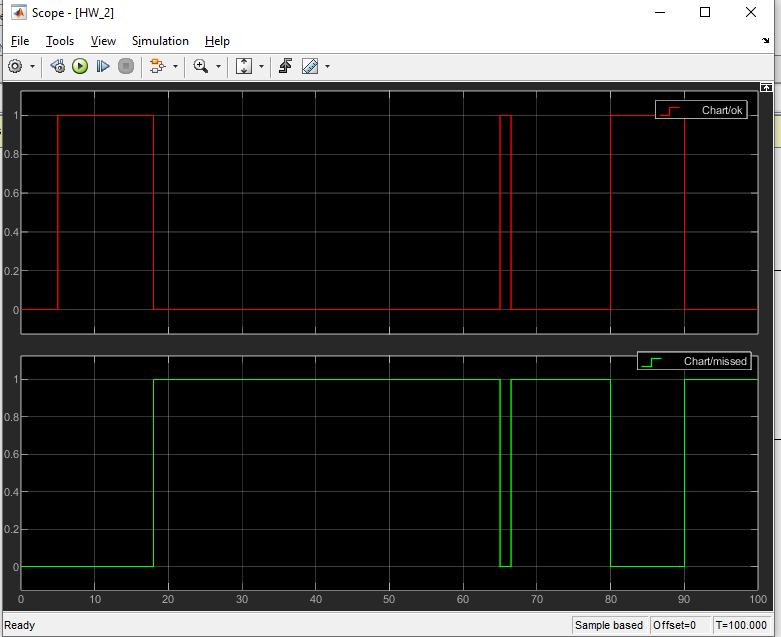 Scope - [HW_2]
File Tools View Simulation Help
Chart/ok
1
0.8
0.6
0.4
0.2
0
Chart/missed
1
0.8
0.6
0.4
0.2
0
0 10 20 30 40 50 60 70 80 90 100
Ready Sample based Offset=0 T=100.000